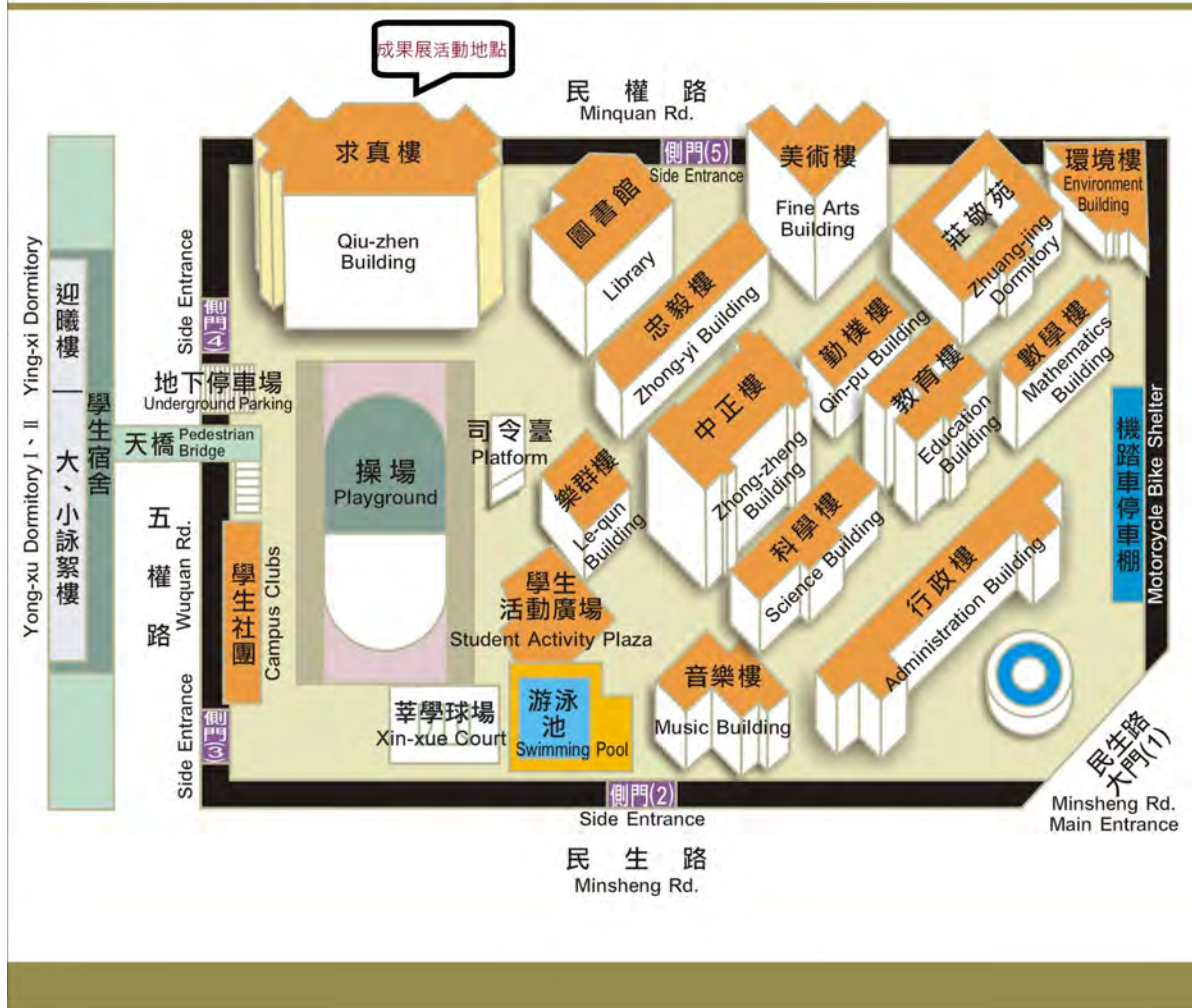 成果展活動地點
民權路
Minquan Rd.
求真樓
Qiu-zhen
Building
側門(5)
Side Entrance
美術樓
Fine Arts
Building
環境樓
Environment
Building
莊敬苑
Zhuang-jing
Dormitory
圖書館
Library
忠毅樓
Zhong-yi Building
勤樸樓
Qin-pu Building
數學樓
Mathematics
Building
教育樓
Education
Building
中正樓
Zhong-zheng
Building
Side Entrance
側門(4)
地下停車場
Underground Parking
天橋
Pedestrian
Bridge
迎曦樓
大、小詠絮樓
學生宿舍
Ying-xi Dormitory
Yong-xu Dormitory I、II
五權路
Wuquan Rd.
操場
Playground
司令臺
Platform
樂群樓
Le-qun
Building
科學樓
Science Building
行政樓
Administration Building
機踏車停車棚
Motorcycle Bike Shelter
學生社團
Campus Clubs
學生
活動廣場
Student Activity Plaza
莘學球場
Xin-xue Court
游泳
池
Swimming Pool
音樂樓
Music Building
Side Entrance
側門(3)
側門(2)
Side Entrance
民生路
大門(1)
Minsheng Rd.
Main Entrance
民生路
Minsheng Rd.